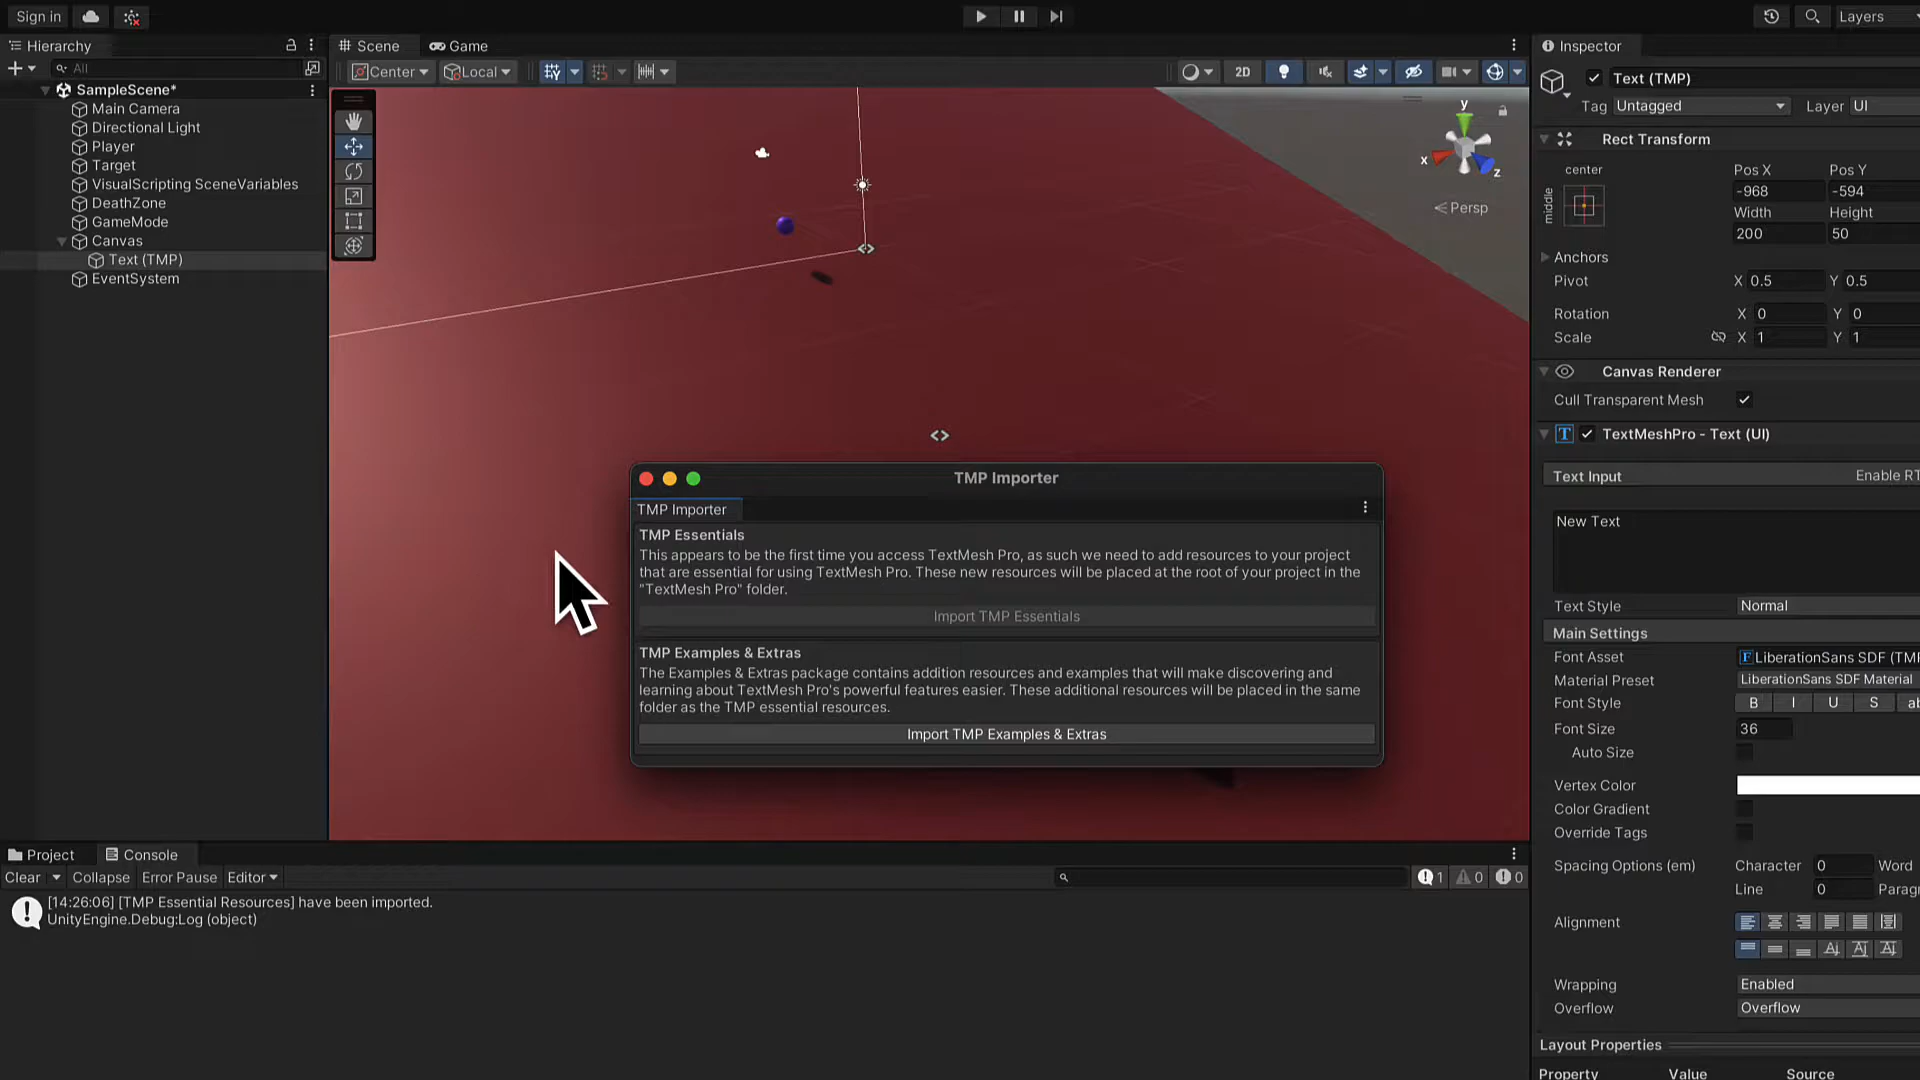 Sign in
Layers
Hierarchy
All
SampleScene*
Main Camera
Directional Light
Player
Target
VisualScripting SceneVariables
DeathZone
GameMode
Canvas
Text (TMP)
EventSystem
Scene
Game
Center
Local
2D
y
x
z
Persp
TMP Importer
TMP Importer
TMP Essentials
This appears to be the first time you access TextMesh Pro, as such we need to add resources to your project
that are essential for using TextMesh Pro. These new resources will be placed at the root of your project in the
"TextMesh Pro" folder.
Import TMP Essentials
TMP Examples & Extras
The Examples & Extras package contains addition resources and examples that will make discovering and
learning about TextMesh Pro's powerful features easier. These additional resources will be placed in the same
folder as the TMP essential resources.
Import TMP Examples & Extras
Inspector
Text (TMP)
Tag Untagged Layer UI
Rect Transform
center
middle
Pos X Pos Y
-968 -594
Width Height
200 50
Anchors
Pivot X 0.5 Y 0.5
Rotation X 0 Y 0
Scale X 1 Y 1
Canvas Renderer
Cull Transparent Mesh
TextMeshPro - Text (UI)
Text Input Enable RT
New Text
Text Style Normal
Main Settings
Font Asset LiberationSans SDF (TMP
Material Preset LiberationSans SDF Material
Font Style B I U S ab
Font Size 36
Auto Size
Vertex Color
Color Gradient
Override Tags
Spacing Options (em) Character 0 Word
Line 0 Paragr
Alignment
Wrapping Enabled
Overflow Overflow
Layout Properties
Property Value Source
Project
Console
Clear Collapse Error Pause Editor
1 0 0
[14:26:06] [TMP Essential Resources] have been imported.
UnityEngine.Debug:Log (object)